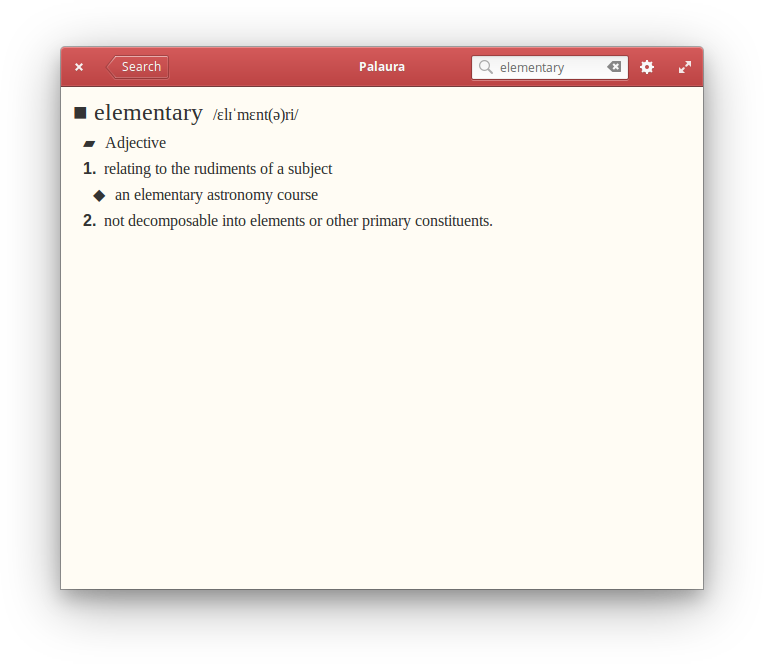 Search Palaura elementary
■ elementary /ɛlɪˈmɛnt(ə)ri/
▰ Adjective
1. relating to the rudiments of a subject
◆ an elementary astronomy course
2. not decomposable into elements or other primary constituents.